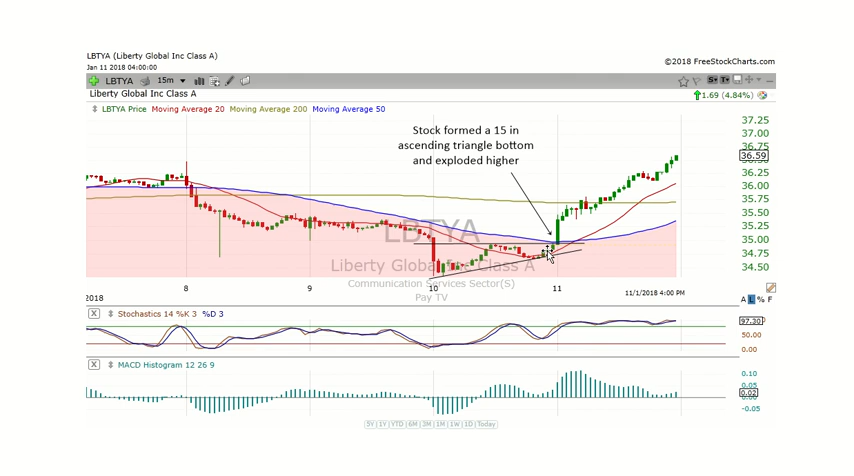 LBTYA (Liberty Global Inc Class A)
Jan 11 2018 04:00:00
©2018 FreeStockCharts.com
LBTYA 15m
Liberty Global Inc Class A
1.69 (4.84%)
LBTYA Price Moving Average 20 Moving Average 200 Moving Average 50
Stock formed a 15 in
ascending triangle bottom
and exploded higher
37.25
37.00
36.75
36.59
36.25
36.00
35.75
35.50
35.25
35.00
34.75
34.50
LBTYA
Liberty Global Inc Class A
Communication Services Sector(S)
Pay TV
2018 8 9 10 11
11/1/2018 4:00 PM
A L % F
X Stochastics 14 %K 3 %D 3
97.30
50.00
0.00
X MACD Histogram 12 26 9
0.10
0.05
0.02
-0.05
5Y 1Y YTD 6M 3M 1M 1W 1D Today